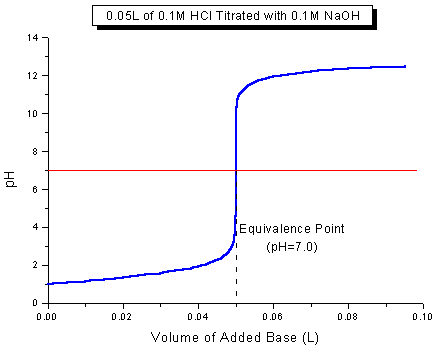 0.05L of 0.1M HCl Titrated with 0.1M NaOH
14
12
10
8
6
4
2
0
pH
Equivalence Point
(pH=7.0)
0.00
0.02
0.04
0.06
0.08
0.10
Volume of Added Base (L)